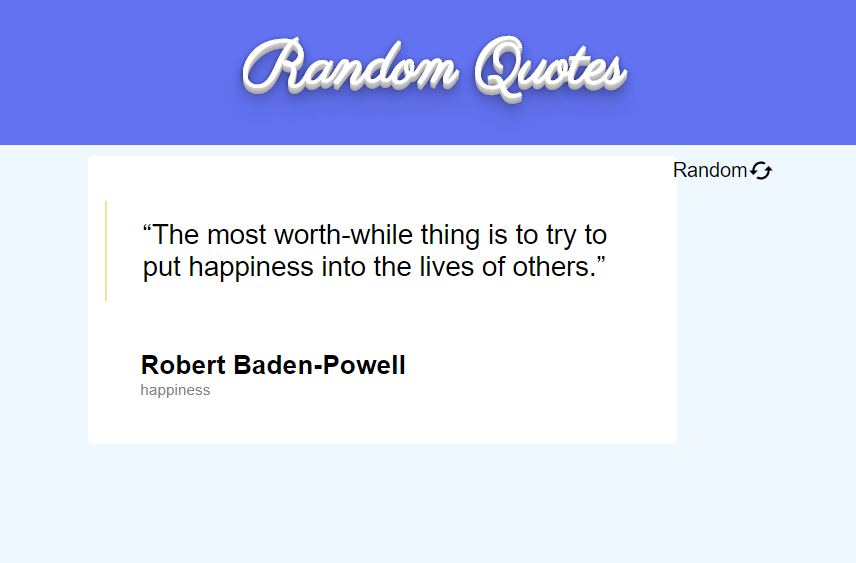 Random Quotes
Random
“The most worth-while thing is to try to
put happiness into the lives of others.”
Robert Baden-Powell
happiness